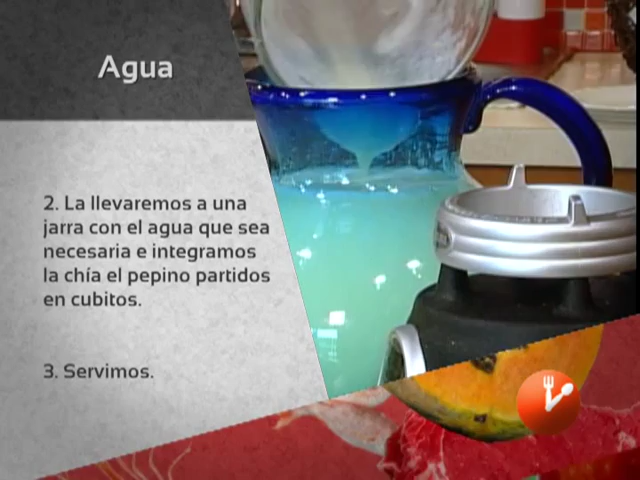 Agua
2. La llevaremos a una
jarra con el agua que sea
necesaria e integramos
la chía el pepino partidos
en cubitos.
3. Servimos.